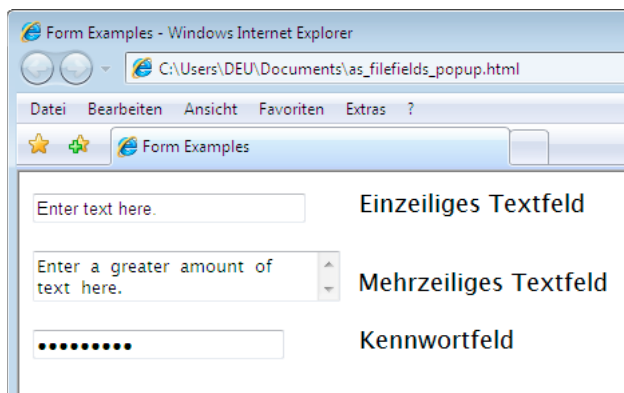 Form Examples - Windows Internet Explorer
C:\Users\DEU\Documents\as_filefields_popup.html
Datei Bearbeiten Ansicht Favoriten Extras ?
Form Examples
Enter text here.
Einzeiliges Textfeld
Enter a greater amount of
text here.
Mehrzeiliges Textfeld
•••••••••
Kennwortfeld